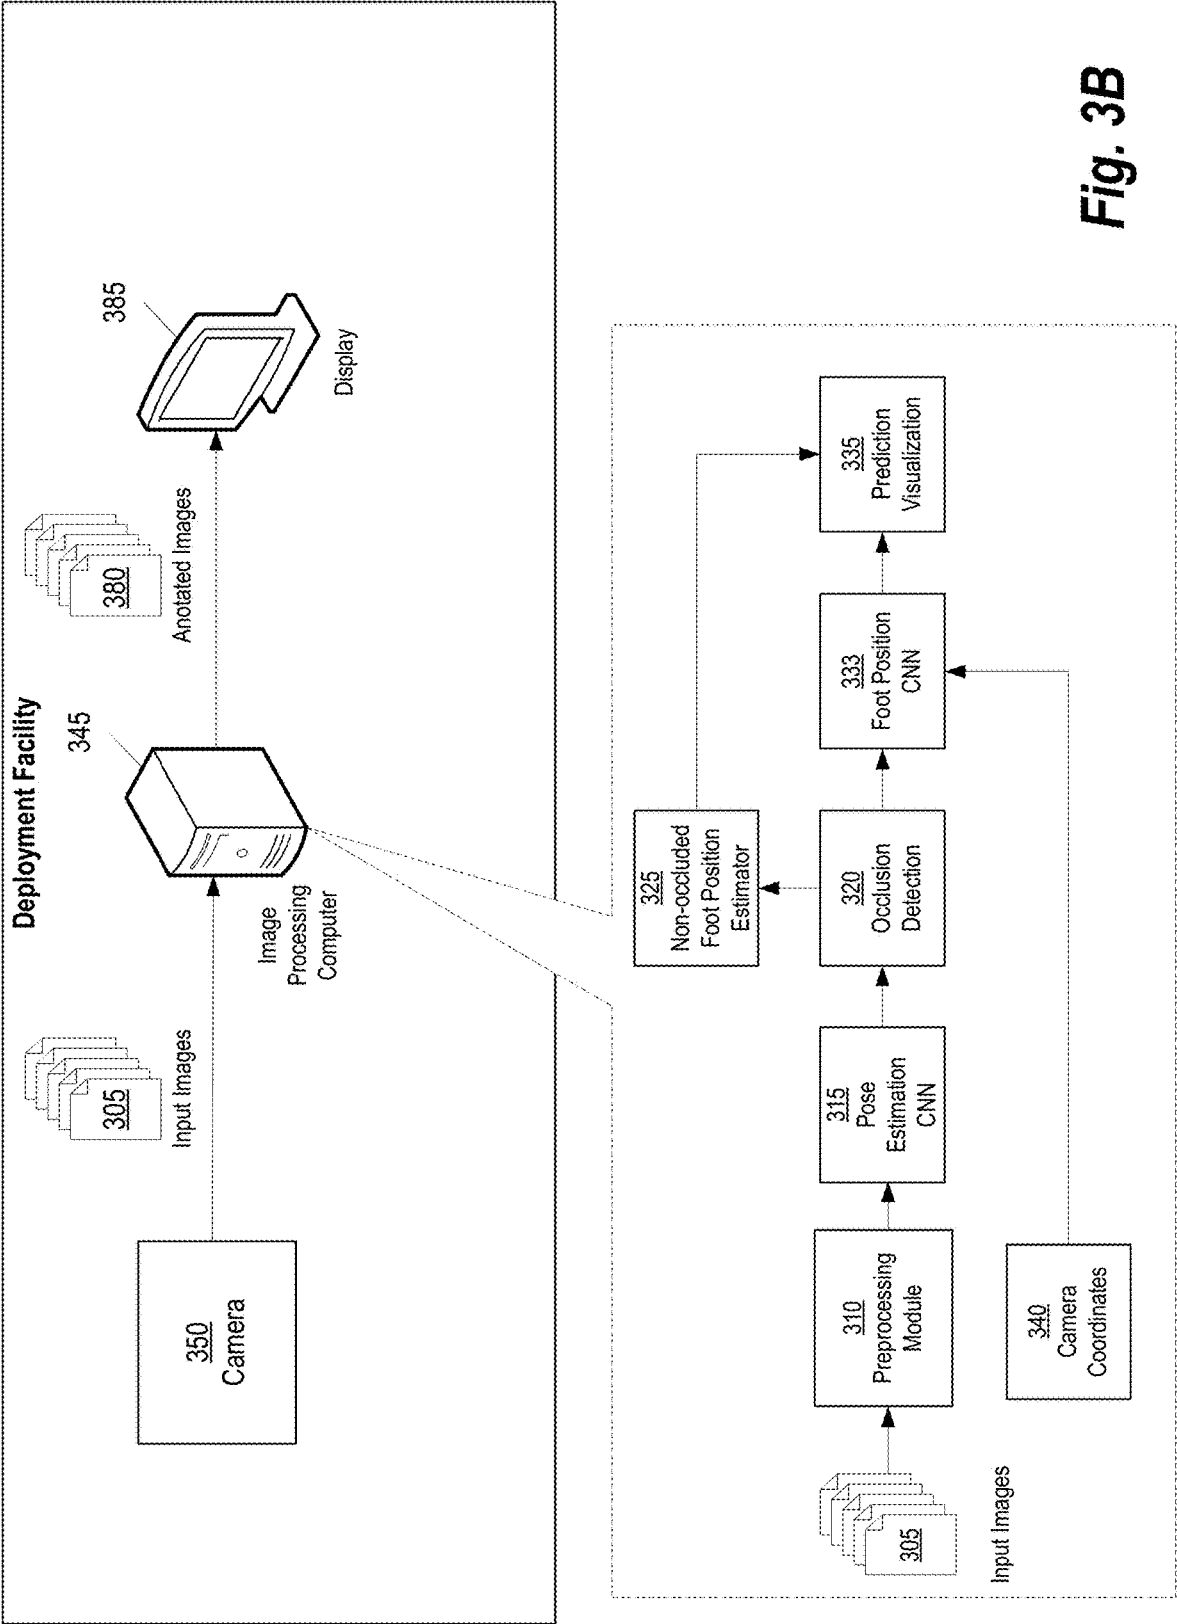 Deployment Facility
350
Camera
305
Input Images
345
Image
Processing
Computer
380
Anotated Images
385
Display
305
Input Images
310
Preprocessing
Module
315
Pose
Estimation
CNN
320
Occlusion
Detection
325
Non-occluded
Foot Position
Estimator
333
Foot Position
CNN
335
Prediction
Visualization
340
Camera
Coordinates
Fig. 3B